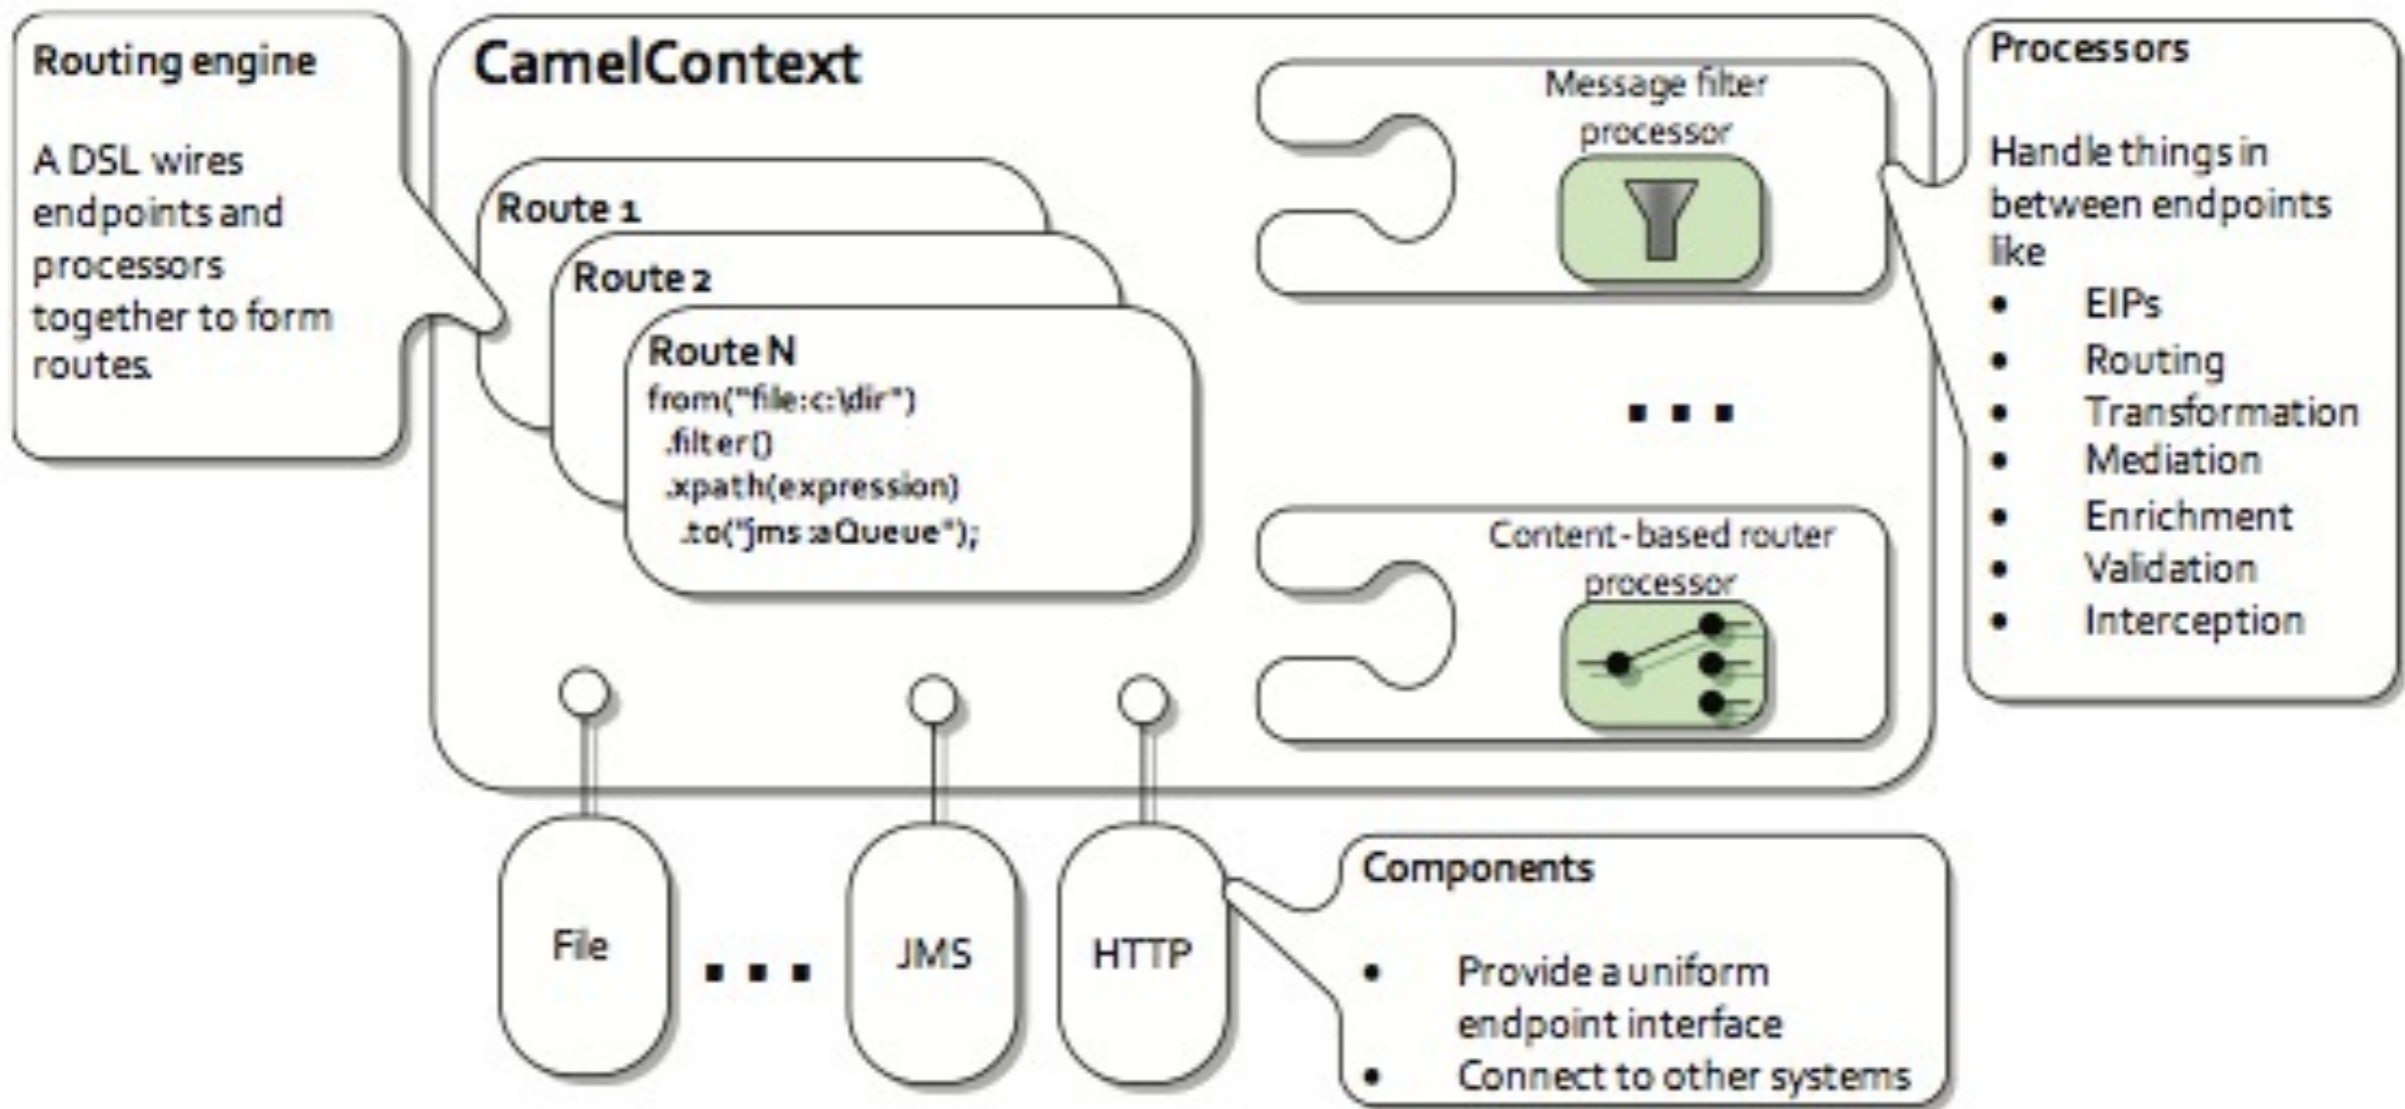 Routing engine
A DSL wires
endpoints and
processors
together to form
routes.
CamelContext
Route 1
Route 2
Route N
from("file:c:\dir")
.filter()
.xpath(expression)
.to("jms:aQueue");
Message filter
processor
...
Content-based router
processor
Processors
Handle things in
between endpoints
like
• EIPs
• Routing
• Transformation
• Mediation
• Enrichment
• Validation
• Interception
File
...
JMS
HTTP
Components
• Provide a uniform
endpoint interface
• Connect to other systems